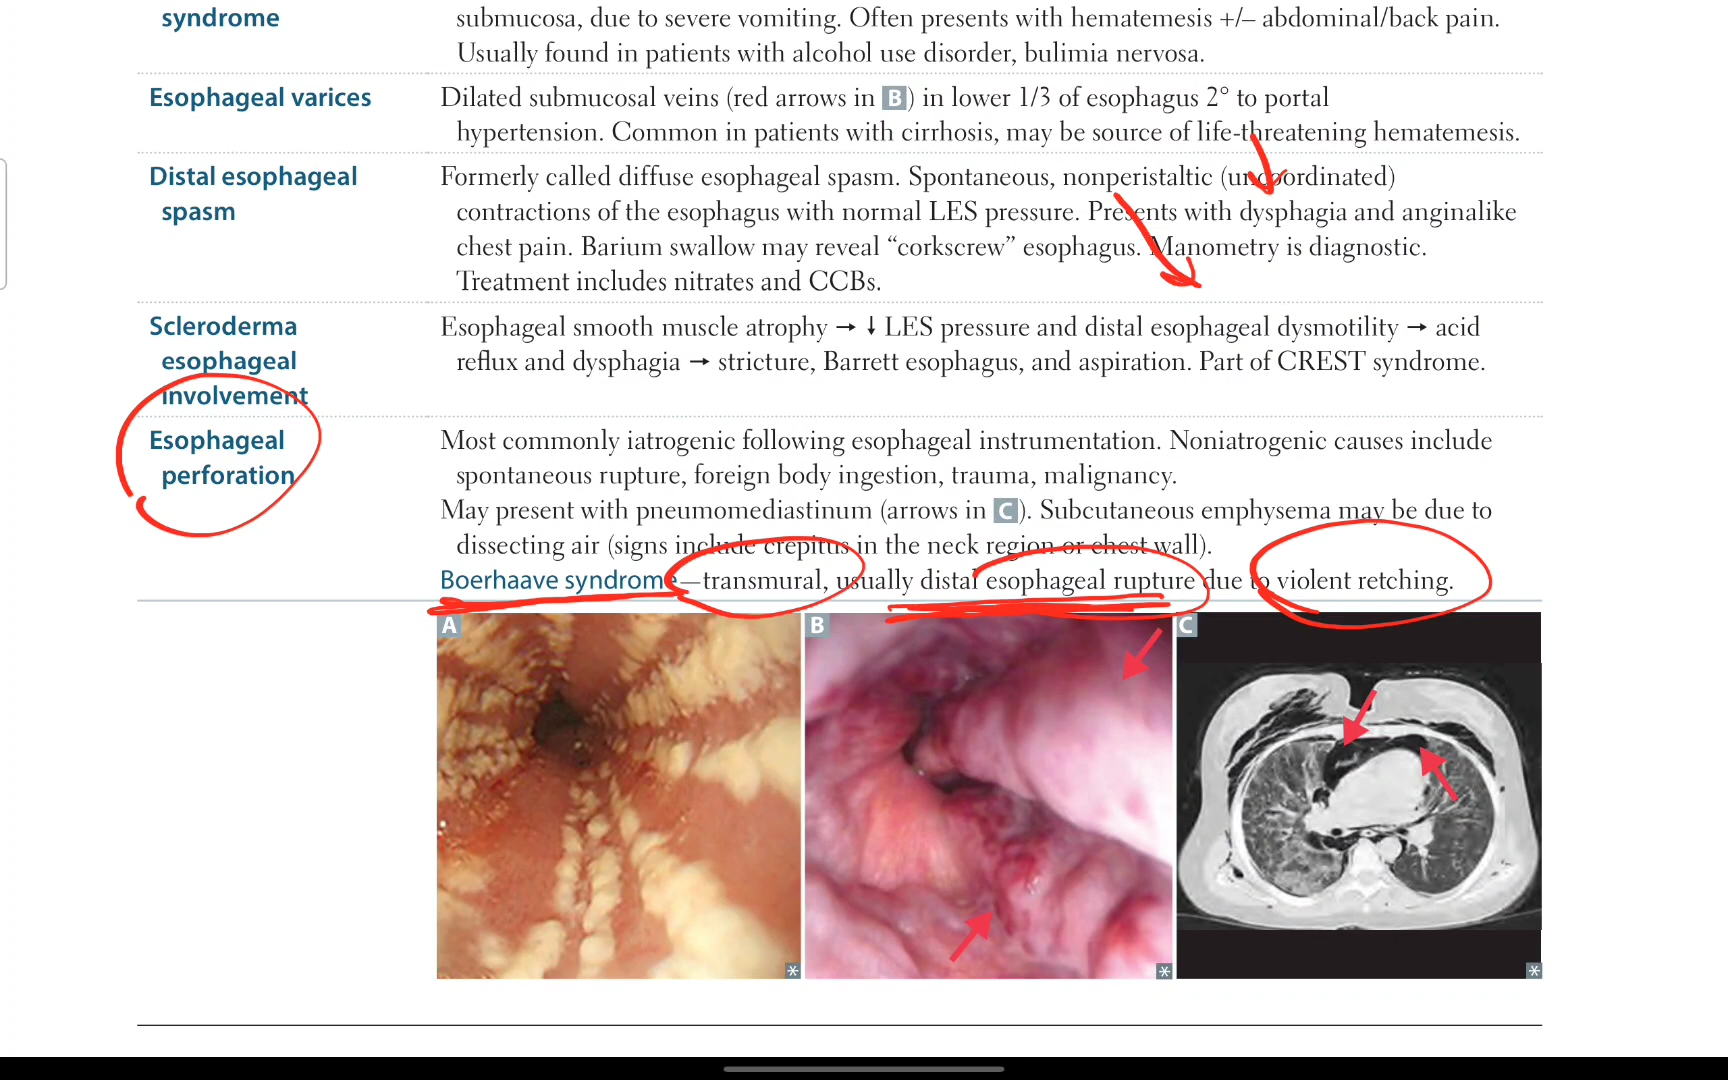 syndrome
submucosa, due to severe vomiting. Often presents with hematemesis +/– abdominal/back pain.
Usually found in patients with alcohol use disorder, bulimia nervosa.
Esophageal varices
Dilated submucosal veins (red arrows in B) in lower 1/3 of esophagus 2° to portal
hypertension. Common in patients with cirrhosis, may be source of life-threatening hematemesis.
Distal esophageal
spasm
Formerly called diffuse esophageal spasm. Spontaneous, nonperistaltic (uncoordinated)
contractions of the esophagus with normal LES pressure. Presents with dysphagia and anginalike
chest pain. Barium swallow may reveal “corkscrew” esophagus. Manometry is diagnostic.
Treatment includes nitrates and CCBs.
Scleroderma
esophageal
involvement
Esophageal smooth muscle atrophy → ↓ LES pressure and distal esophageal dysmotility → acid
reflux and dysphagia → stricture, Barrett esophagus, and aspiration. Part of CREST syndrome.
Esophageal
perforation
Most commonly iatrogenic following esophageal instrumentation. Noniatrogenic causes include
spontaneous rupture, foreign body ingestion, trauma, malignancy.
May present with pneumomediastinum (arrows in C). Subcutaneous emphysema may be due to
dissecting air (signs include crepitus in the neck region or chest wall).
Boerhaave syndrome—transmural, usually distal esophageal rupture due to violent retching.
A
B
C